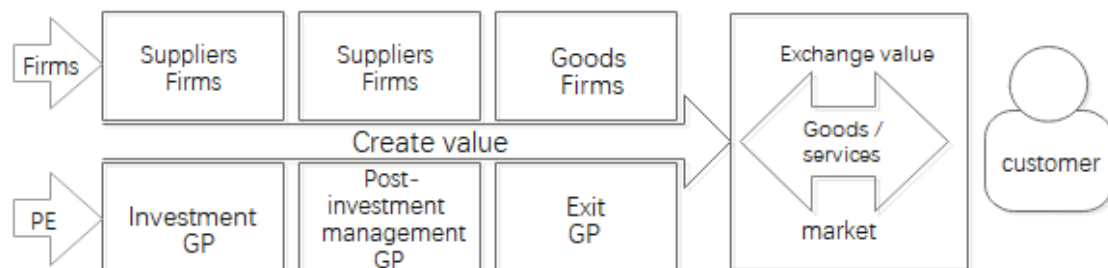 Firms
Suppliers
Firms
Suppliers
Firms
Goods
Firms
Create value
PE
Investment
GP
Post-
investment
management
GP
Exit
GP
Exchange value
Goods /
services
market
customer